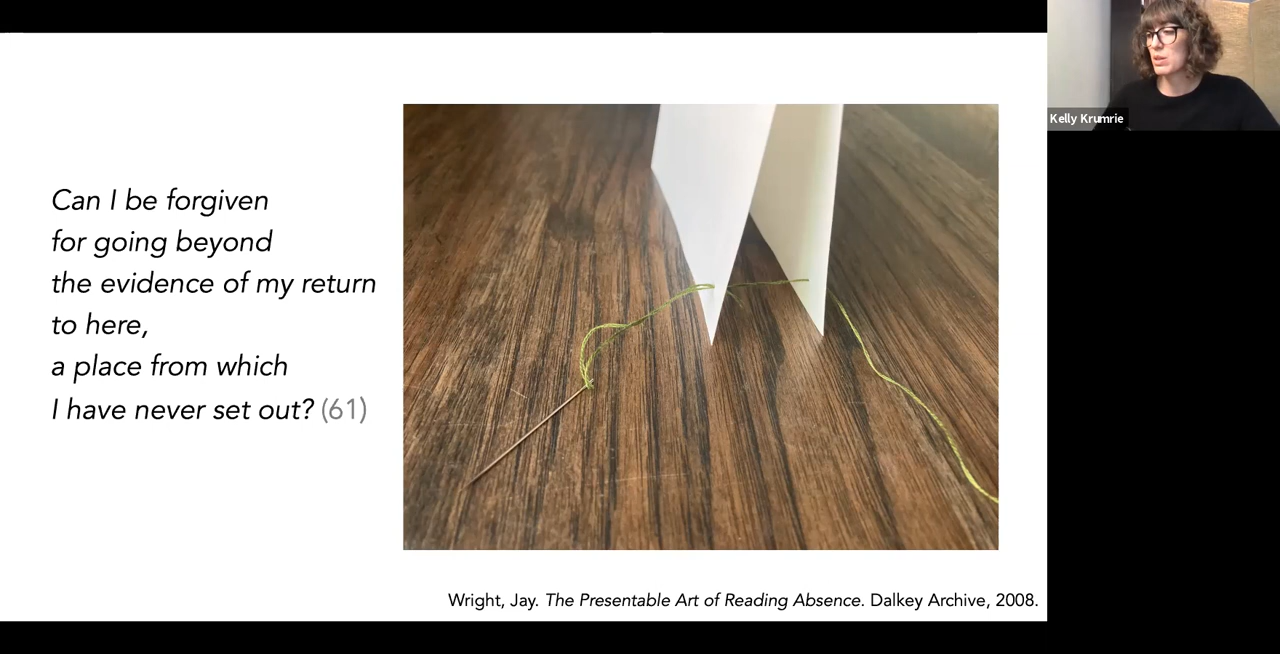 Can I be forgiven
for going beyond
the evidence of my return
to here,
a place from which
I have never set out? (61)
Wright, Jay. The Presentable Art of Reading Absence. Dalkey Archive, 2008.
Kelly Krumrie